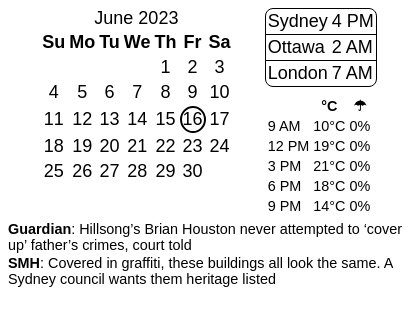 June 2023
Su Mo Tu We Th Fr Sa
1 2 3
4 5 6 7 8 9 10
11 12 13 14 15 16 17
18 19 20 21 22 23 24
25 26 27 28 29 30
Sydney 4 PM
Ottawa 2 AM
London 7 AM
°C ☂
9 AM 10°C 0%
12 PM 19°C 0%
3 PM 21°C 0%
6 PM 18°C 0%
9 PM 14°C 0%
Guardian: Hillsong’s Brian Houston never attempted to ‘cover
up’ father’s crimes, court told
SMH: Covered in graffiti, these buildings all look the same. A
Sydney council wants them heritage listed